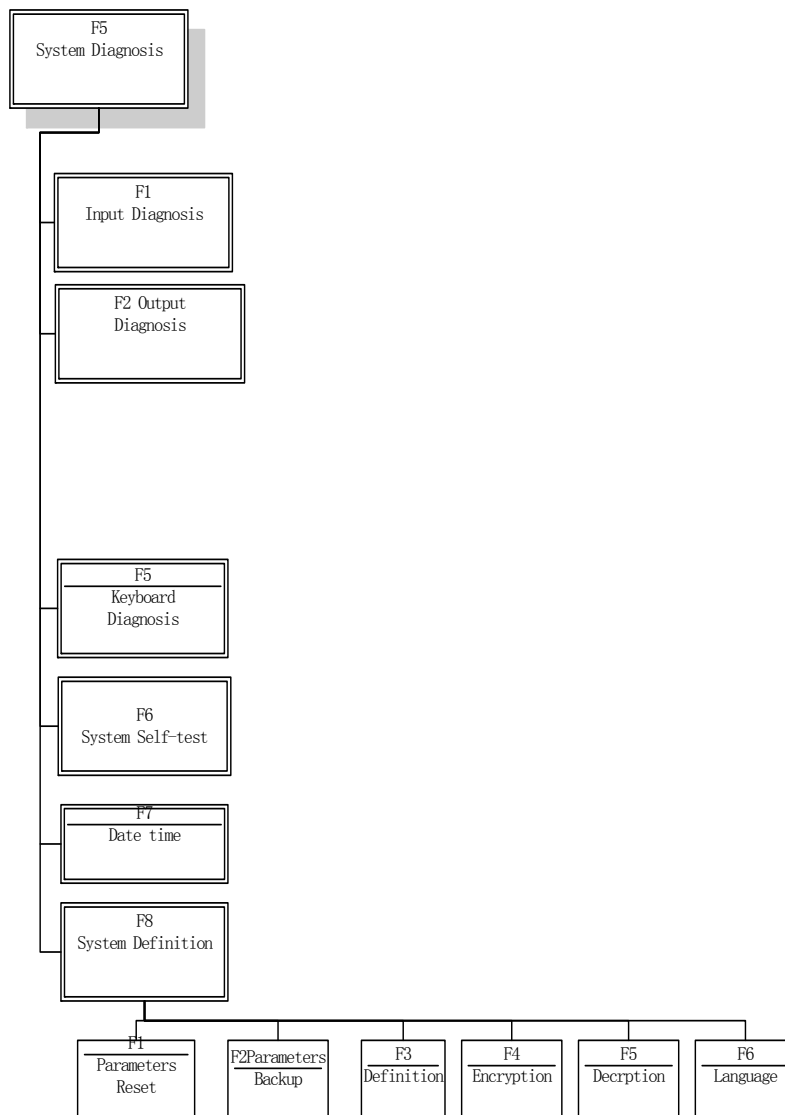 F5
System Diagnosis
F1
Input Diagnosis
F2 Output
Diagnosis
F5
Keyboard
Diagnosis
F6
System Self-test
F7
Date time
F8
System Definition
F1
Parameters
Reset
F2Parameters
Backup
F3
Definition
F4
Encryption
F5
Decrption
F6
Language